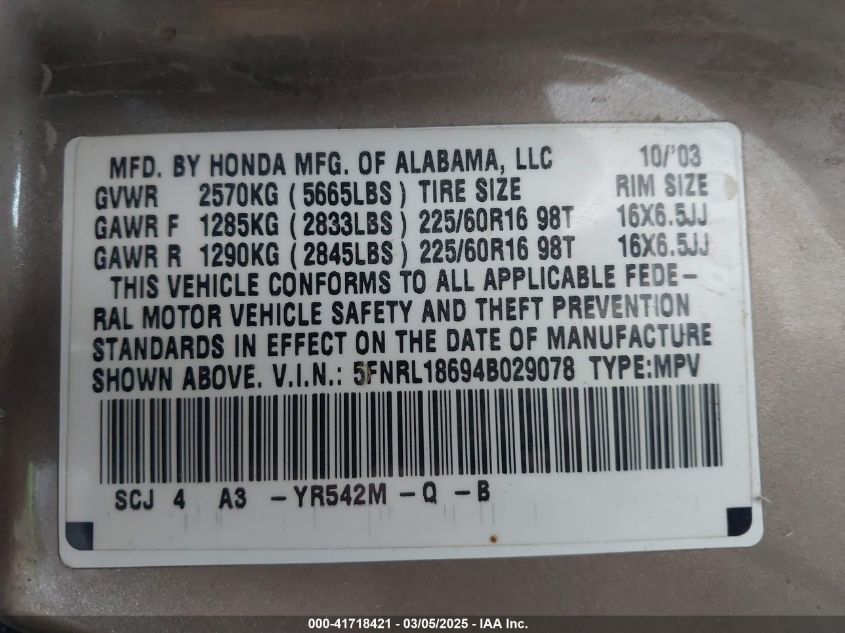 MFD. BY HONDA MFG. OF ALABAMA, LLC 10/'03
GVWR 2570KG ( 5665LBS ) TIRE SIZE RIM SIZE
GAWR F 1285KG ( 2833LBS ) 225/60R16 98T 16X6.5JJ
GAWR R 1290KG ( 2845LBS ) 225/60R16 98T 16X6.5JJ
THIS VEHICLE CONFORMS TO ALL APPLICABLE FEDE-
RAL MOTOR VEHICLE SAFETY AND THEFT PREVENTION
STANDARDS IN EFFECT ON THE DATE OF MANUFACTURE
SHOWN ABOVE. V.I.N.: 5FNRL18694B029078 TYPE:MPV
SCJ 4 A3 -YR542M -Q -B
000-41718421 - 03/05/2025 - IAA Inc.